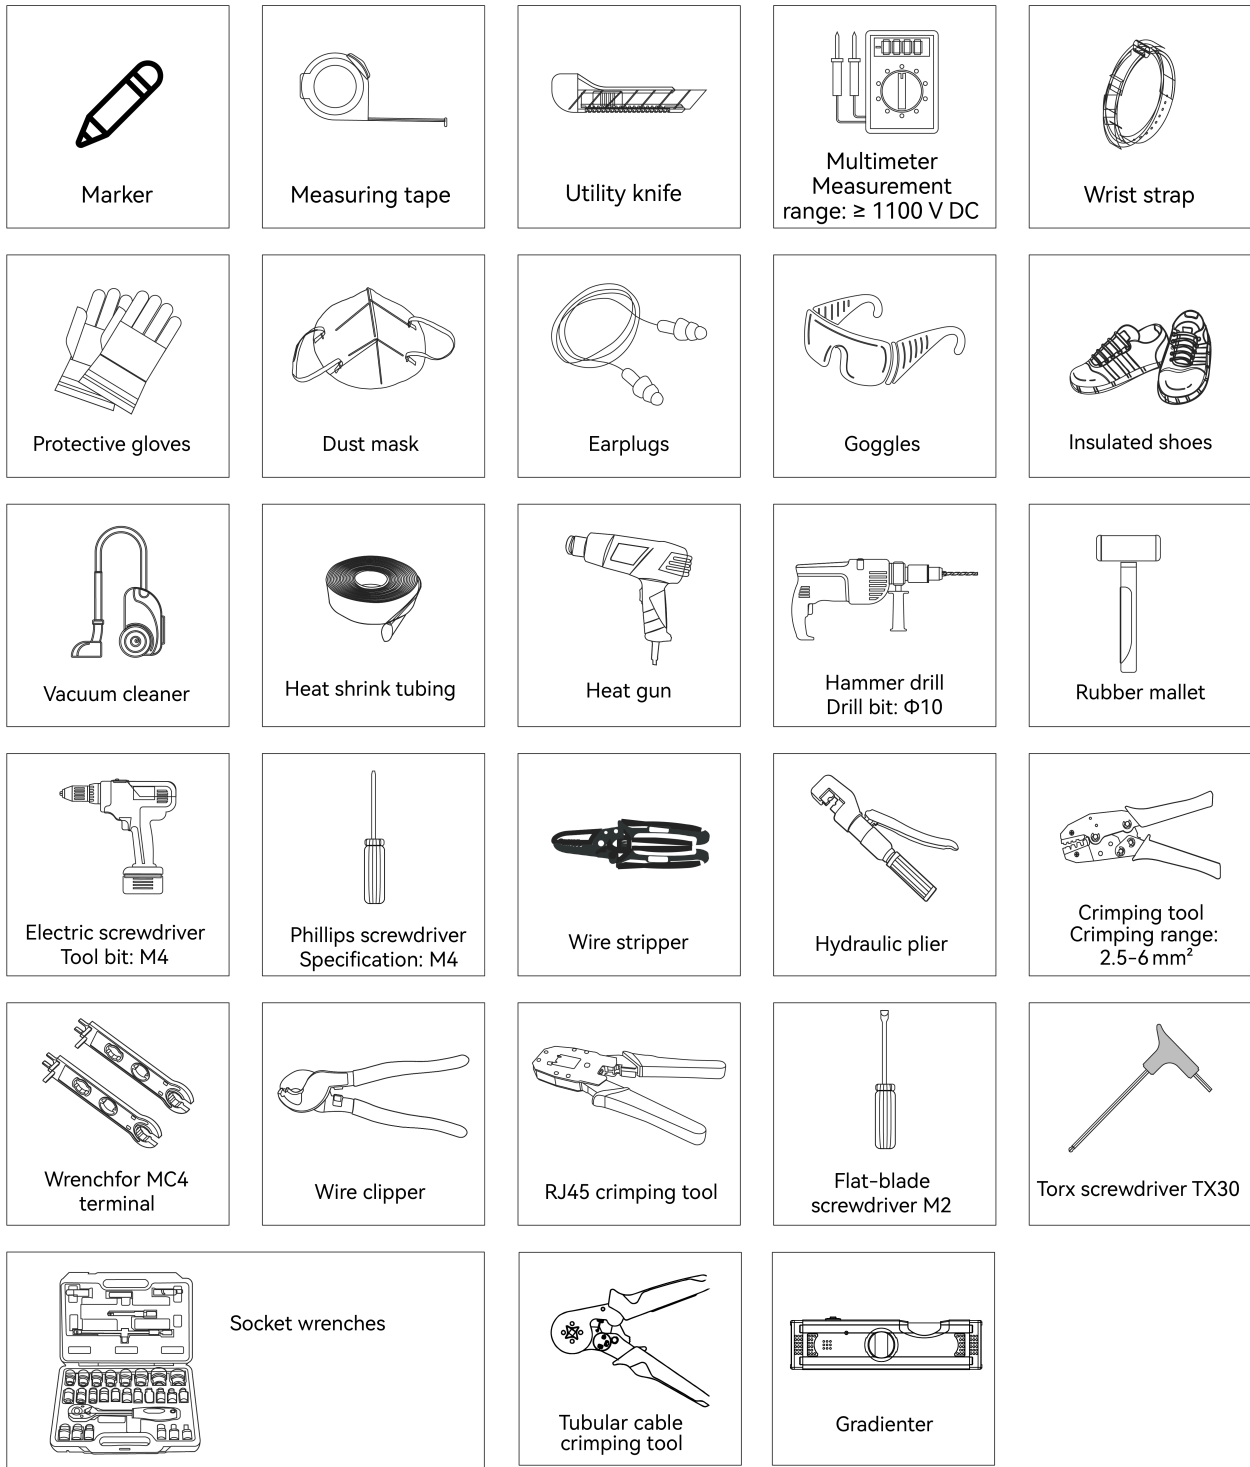 Marker
Measuring tape
Utility knife
Multimeter
Measurement
range: ≥ 1100 V DC
Wrist strap
Protective gloves
Dust mask
Earplugs
Goggles
Insulated shoes
Vacuum cleaner
Heat shrink tubing
Heat gun
Hammer drill
Drill bit: Φ10
Rubber mallet
Electric screwdriver
Tool bit: M4
Phillips screwdriver
Specification: M4
Wire stripper
Hydraulic plier
Crimping tool
Crimping range:
2.5-6 mm²
Wrenchfor MC4
terminal
Wire clipper
RJ45 crimping tool
Flat-blade
screwdriver M2
Torx screwdriver TX30
Socket wrenches
Tubular cable
crimping tool
Gradienter